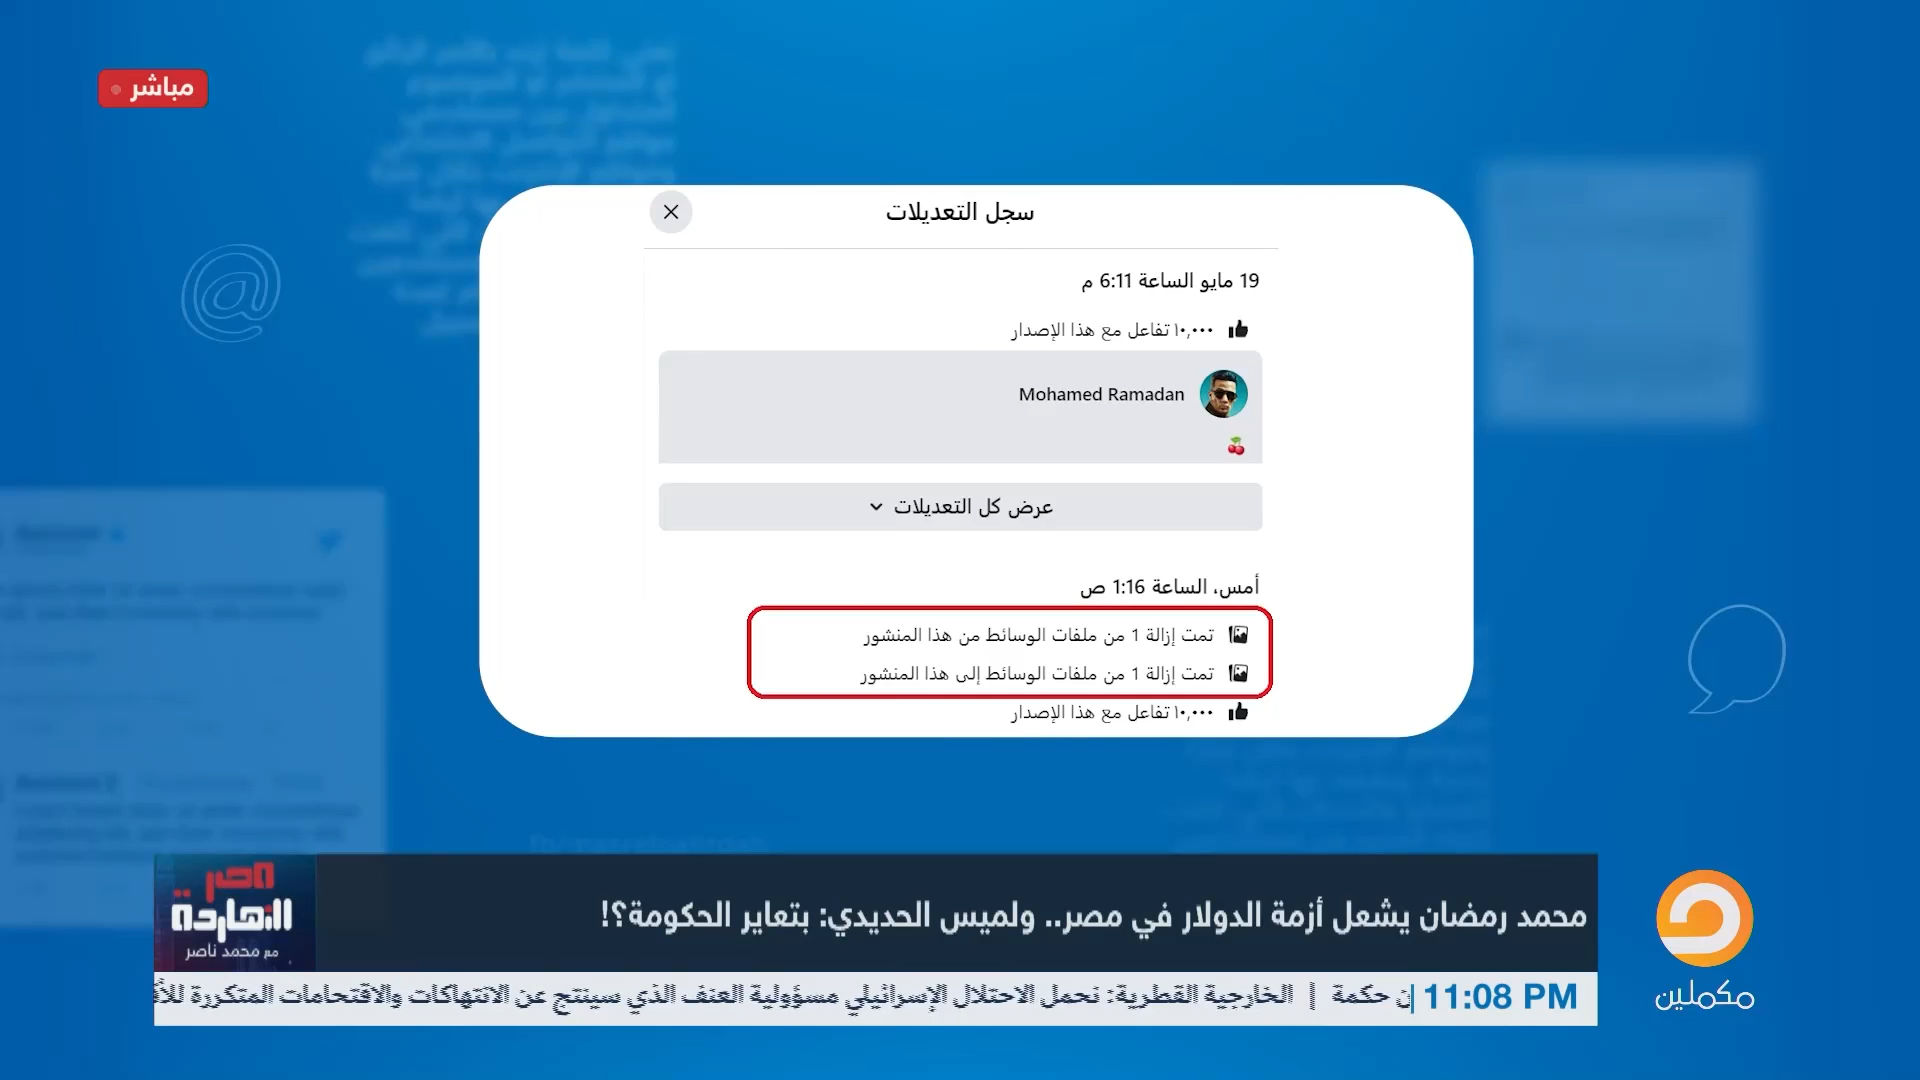 مباشر
سجل التعديلات
19 مايو الساعة 6:11 م
١٠,٠٠٠ تفاعل مع هذا الإصدار
Mohamed Ramadan
عرض كل التعديلات
أمس، الساعة 1:16 ص
تمت إزالة 1 من ملفات الوسائط من هذا المنشور
تمت إزالة 1 من ملفات الوسائط إلى هذا المنشور
١٠,٠٠٠ تفاعل مع هذا الإصدار
مصر النهاردة
مع محمد ناصر
محمد رمضان يشعل أزمة الدولار في مصر.. ولميس الحديدي: بتعاير الحكومة؟!
11:08 PM
ن حكمة | الخارجية القطرية: نحمل الاحتلال الإسرائيلي مسؤولية العنف الذي سينتج عن الانتهاكات والاقتحامات المتكررة
مكملين